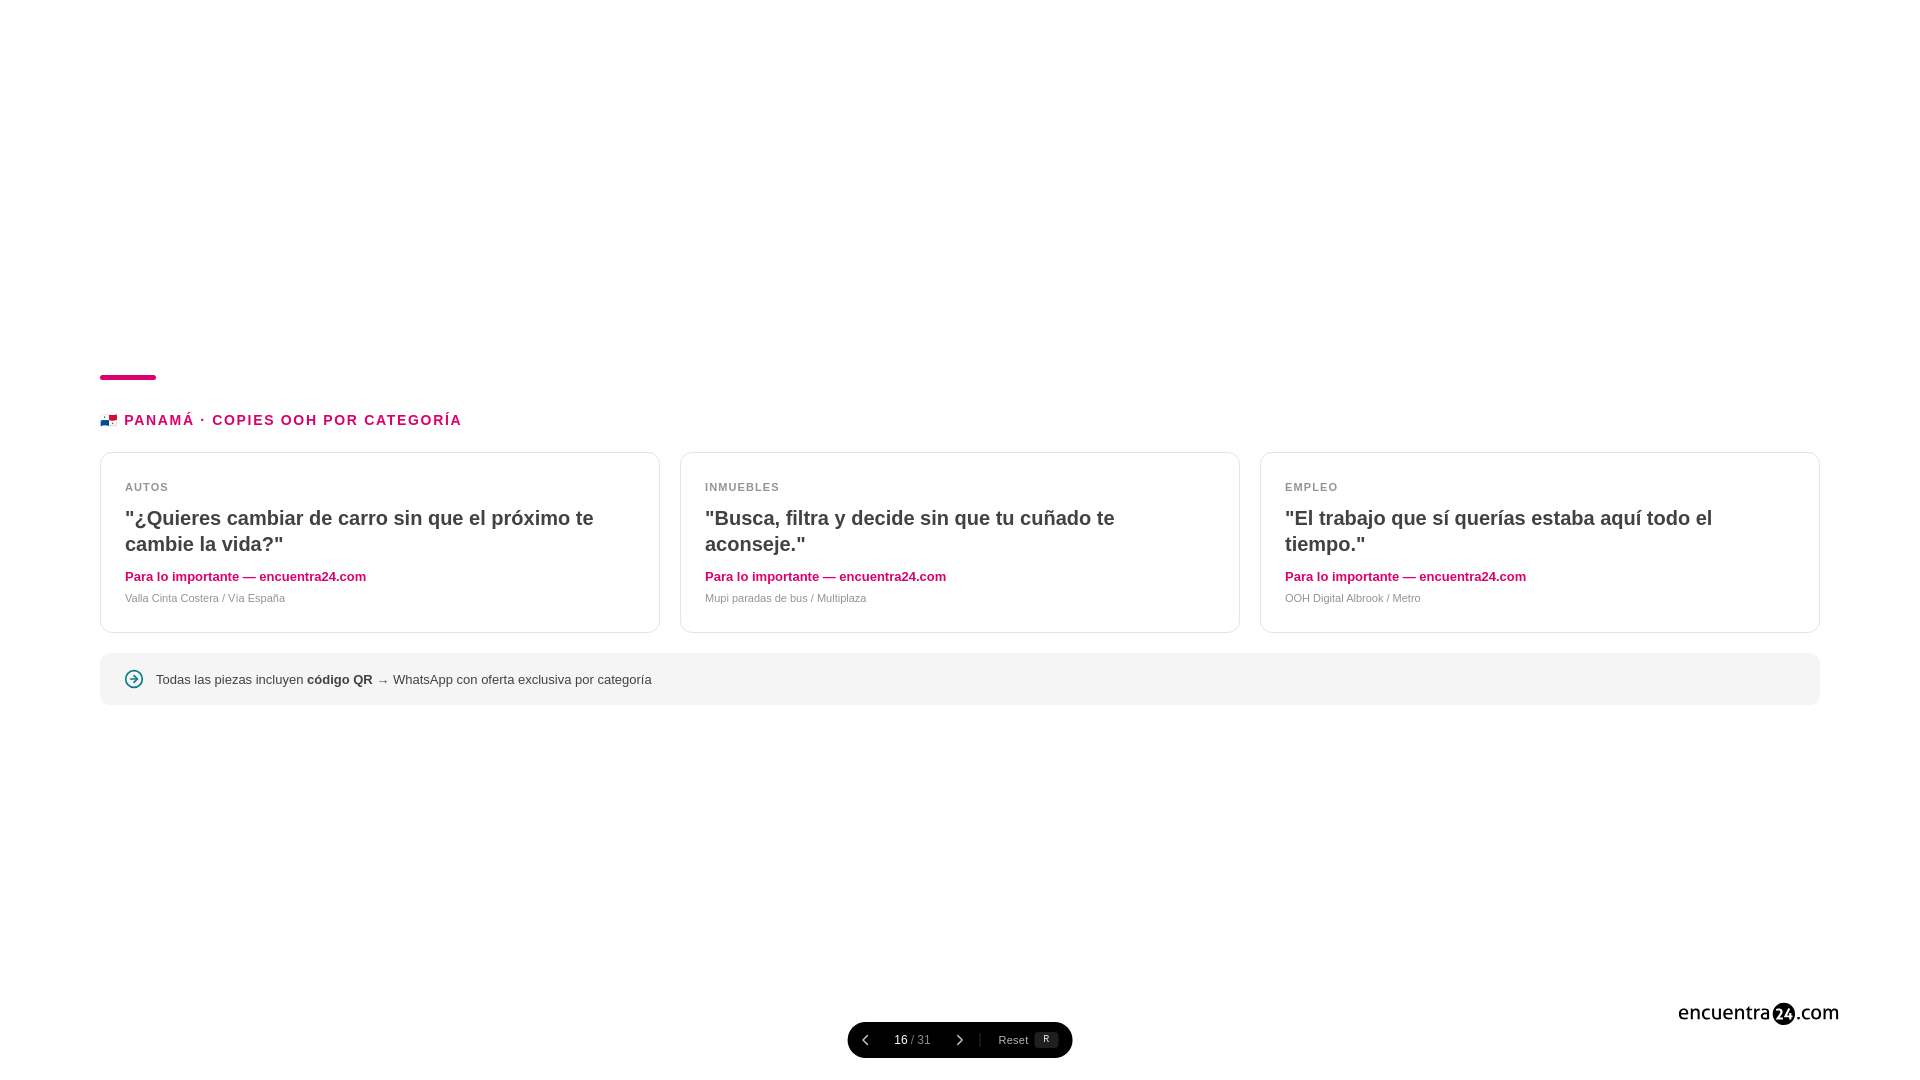 PANAMÁ · COPIES OOH POR CATEGORÍA
AUTOS
"¿Quieres cambiar de carro sin que el próximo te
cambie la vida?"
Para lo importante — encuentra24.com
Valla Cinta Costera / Vía España
INMUEBLES
"Busca, filtra y decide sin que tu cuñado te
aconseje."
Para lo importante — encuentra24.com
Mupi paradas de bus / Multiplaza
EMPLEO
"El trabajo que sí querías estaba aquí todo el
tiempo."
Para lo importante — encuentra24.com
OOH Digital Albrook / Metro
Todas las piezas incluyen código QR → WhatsApp con oferta exclusiva por categoría
encuentra24.com
16 / 31
Reset R